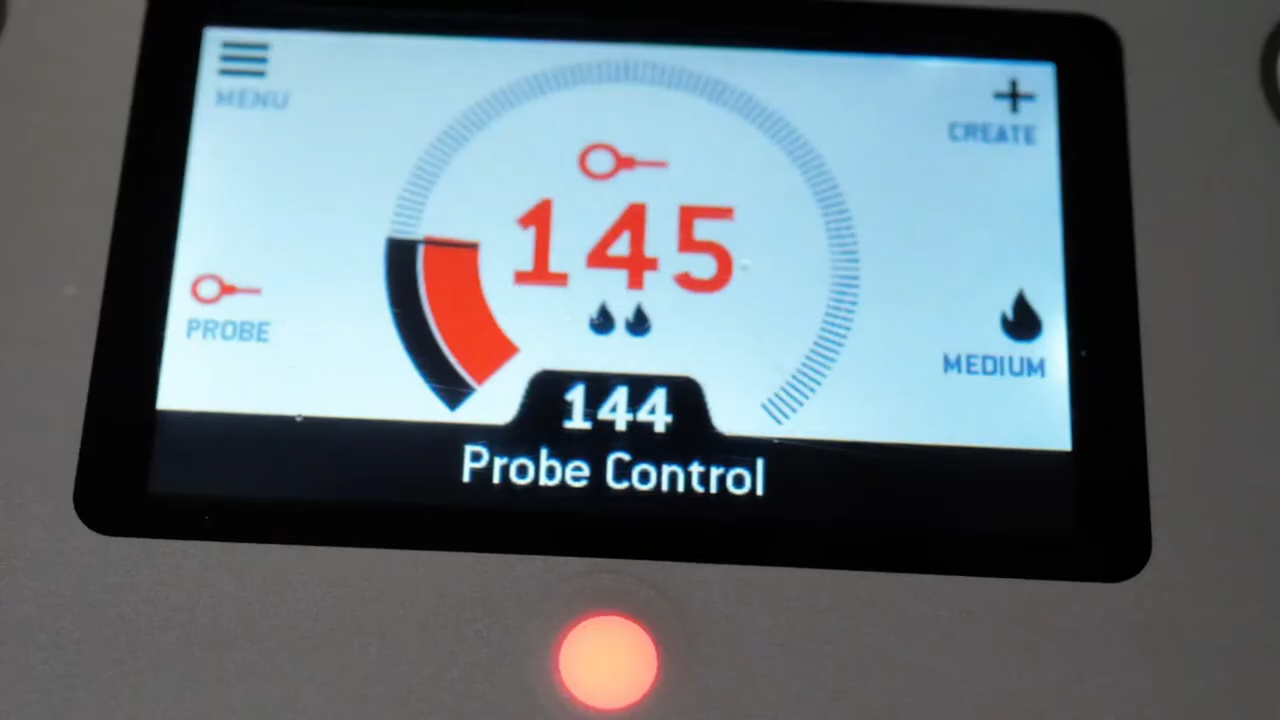 MENU
CREATE
145
PROBE
MEDIUM
144
Probe Control